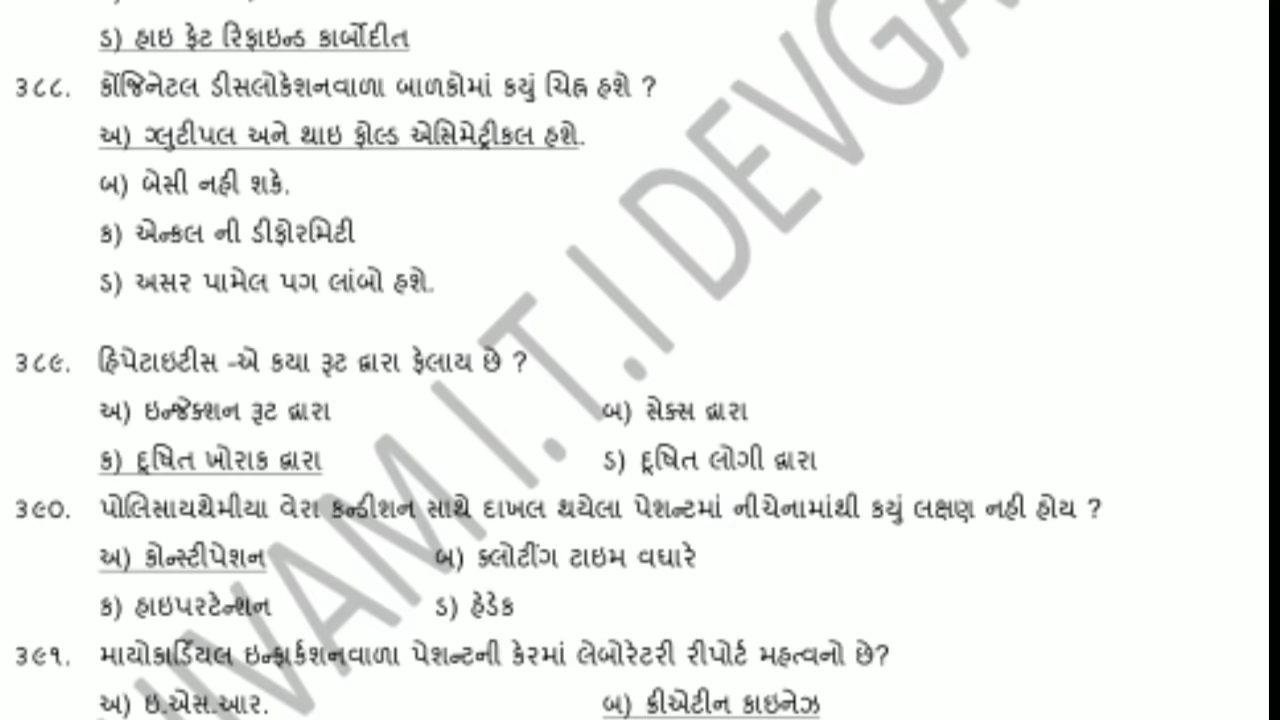 ડ) હાઇ ફેટ રિફાઇન્ડ કાર્બોદીત
૩૮૮. કોંજિનેટલ ડીસલોકેશનવાળા બાળકોમાં કયું ચિહ્ન હશે ?
અ) ગ્લુટીપલ અને થાઇ ફોલ્ડ એસિમેટ્રીકલ હશે.
બ) બેસી નહી શકે.
ક) એન્કલ ની ડીફોરમિટી
ડ) અસર પામેલ પગ લાંબો હશે.
૩૮૯. હિપેટાઇટીસ -એ કયા રૂટ દ્વારા ફેલાય છે ?
અ) ઇન્જેક્શન રૂટ દ્વારા બ) સેક્સ દ્વારા
ક) દૂષિત ખોરાક દ્વારા ડ) દૂષિત લોગી દ્વારા
૩૯૦. પોલિસાયથેમીયા વેરા કન્ડીશન સાથે દાખલ થયેલા પેશન્ટમાં નીચેનામાંથી કયું લક્ષણ નહી હોય ?
અ) કોન્સ્ટીપેશન બ) ક્લોટીંગ ટાઇમ વધારે
ક) હાઇપરટેન્શન ડ) હેડેક
૩૯૧. માયોકાર્ડિયલ ઇન્ફાર્કશનવાળા પેશન્ટની કેરમાં લેબોરેટરી રીપોર્ટ મહત્વનો છે?
અ) ઇ.એસ.આર. બ) ક્રીએટીન કાઇનેઝ